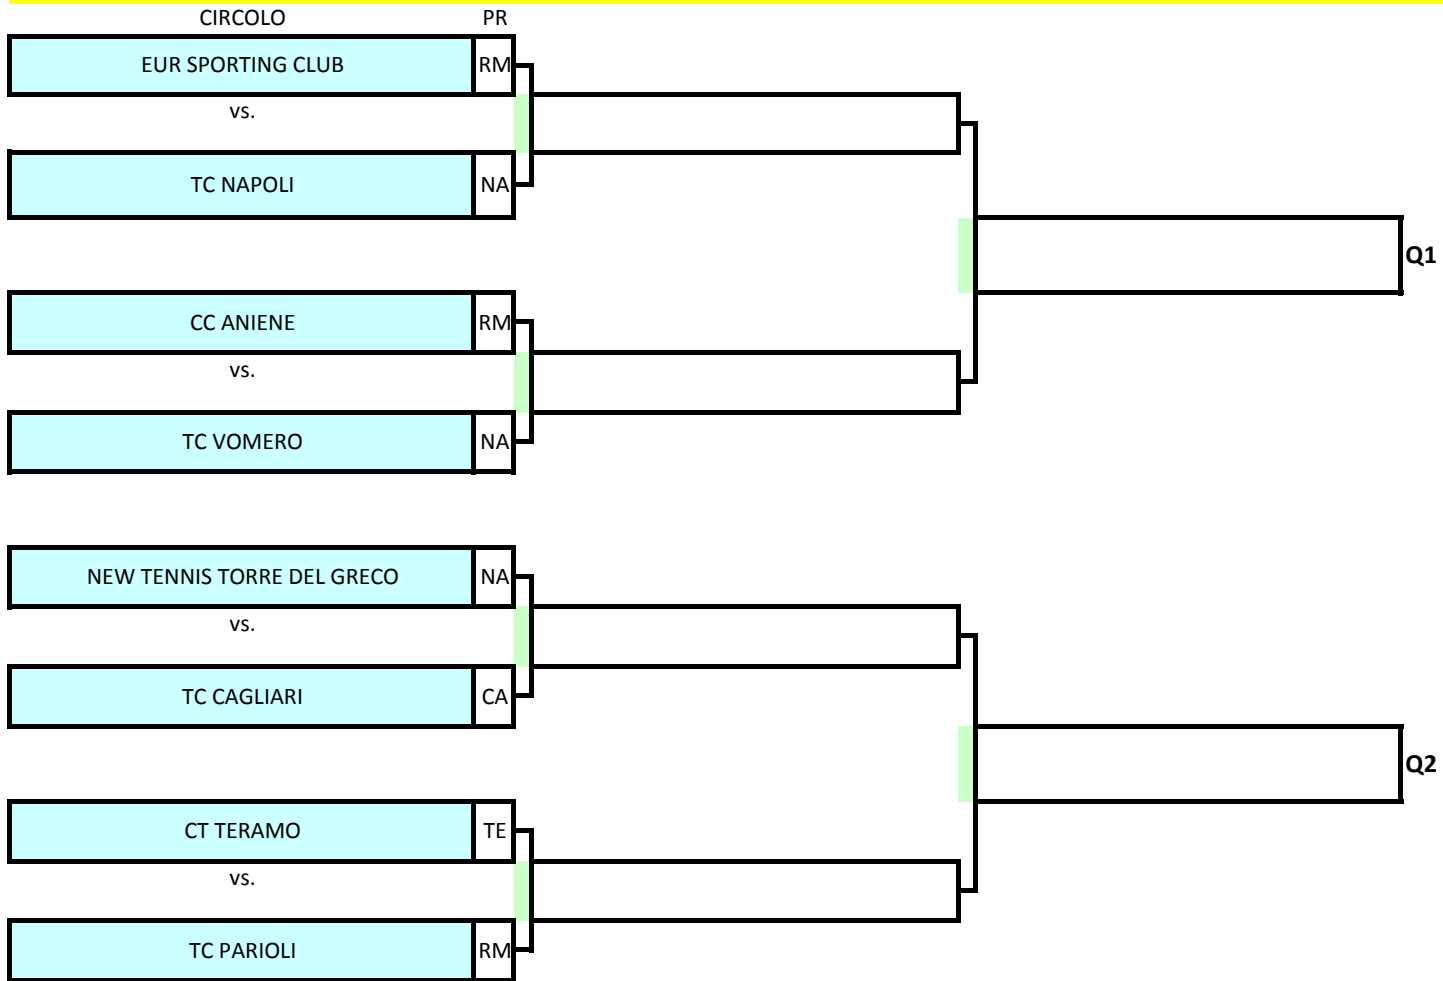 CIRCOLO PR
EUR SPORTING CLUB RM
vs.
TC NAPOLI NA
Q1
CC ANIENE RM
vs.
TC VOMERO NA
NEW TENNIS TORRE DEL GRECO NA
vs.
TC CAGLIARI CA
Q2
CT TERAMO TE
vs.
TC PARIOLI RM